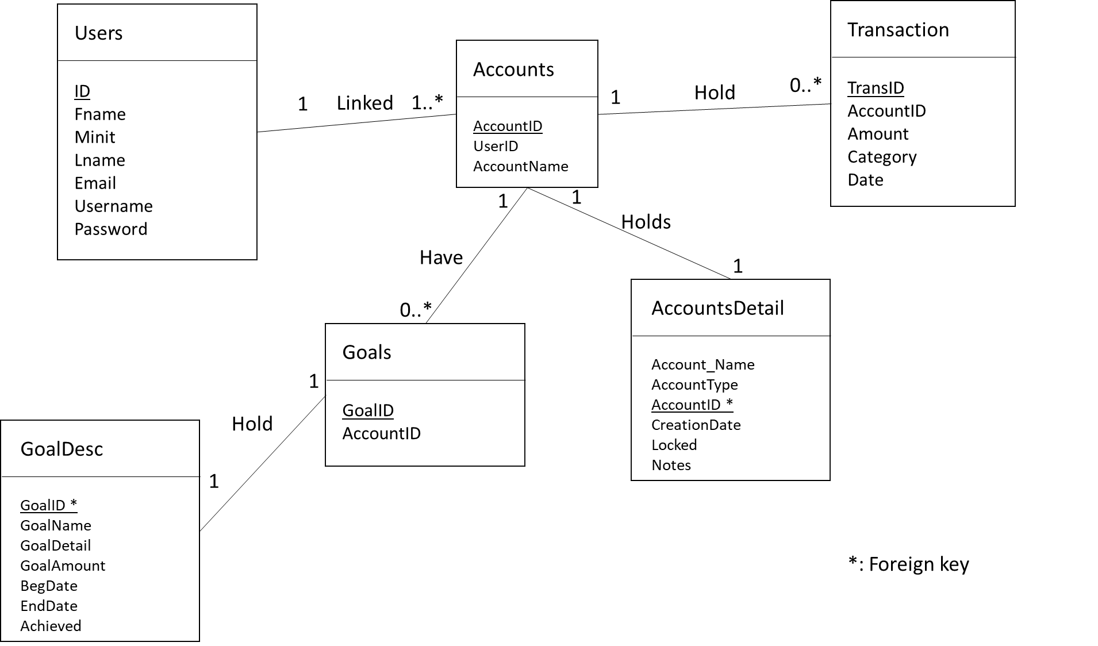 Users
ID
Fname
Minit
Lname
Email
Username
Password
1 Linked 1..*
Accounts
AccountID
UserID
AccountName
1 Hold 0..*
Transaction
TransID
AccountID
Amount
Category
Date
1
Have
0..*
1
Holds
1
Goals
GoalID
AccountID
AccountsDetail
Account_Name
AccountType
AccountID *
CreationDate
Locked
Notes
1
Hold
1
GoalDesc
GoalID *
GoalName
GoalDetail
GoalAmount
BegDate
EndDate
Achieved
*: Foreign key